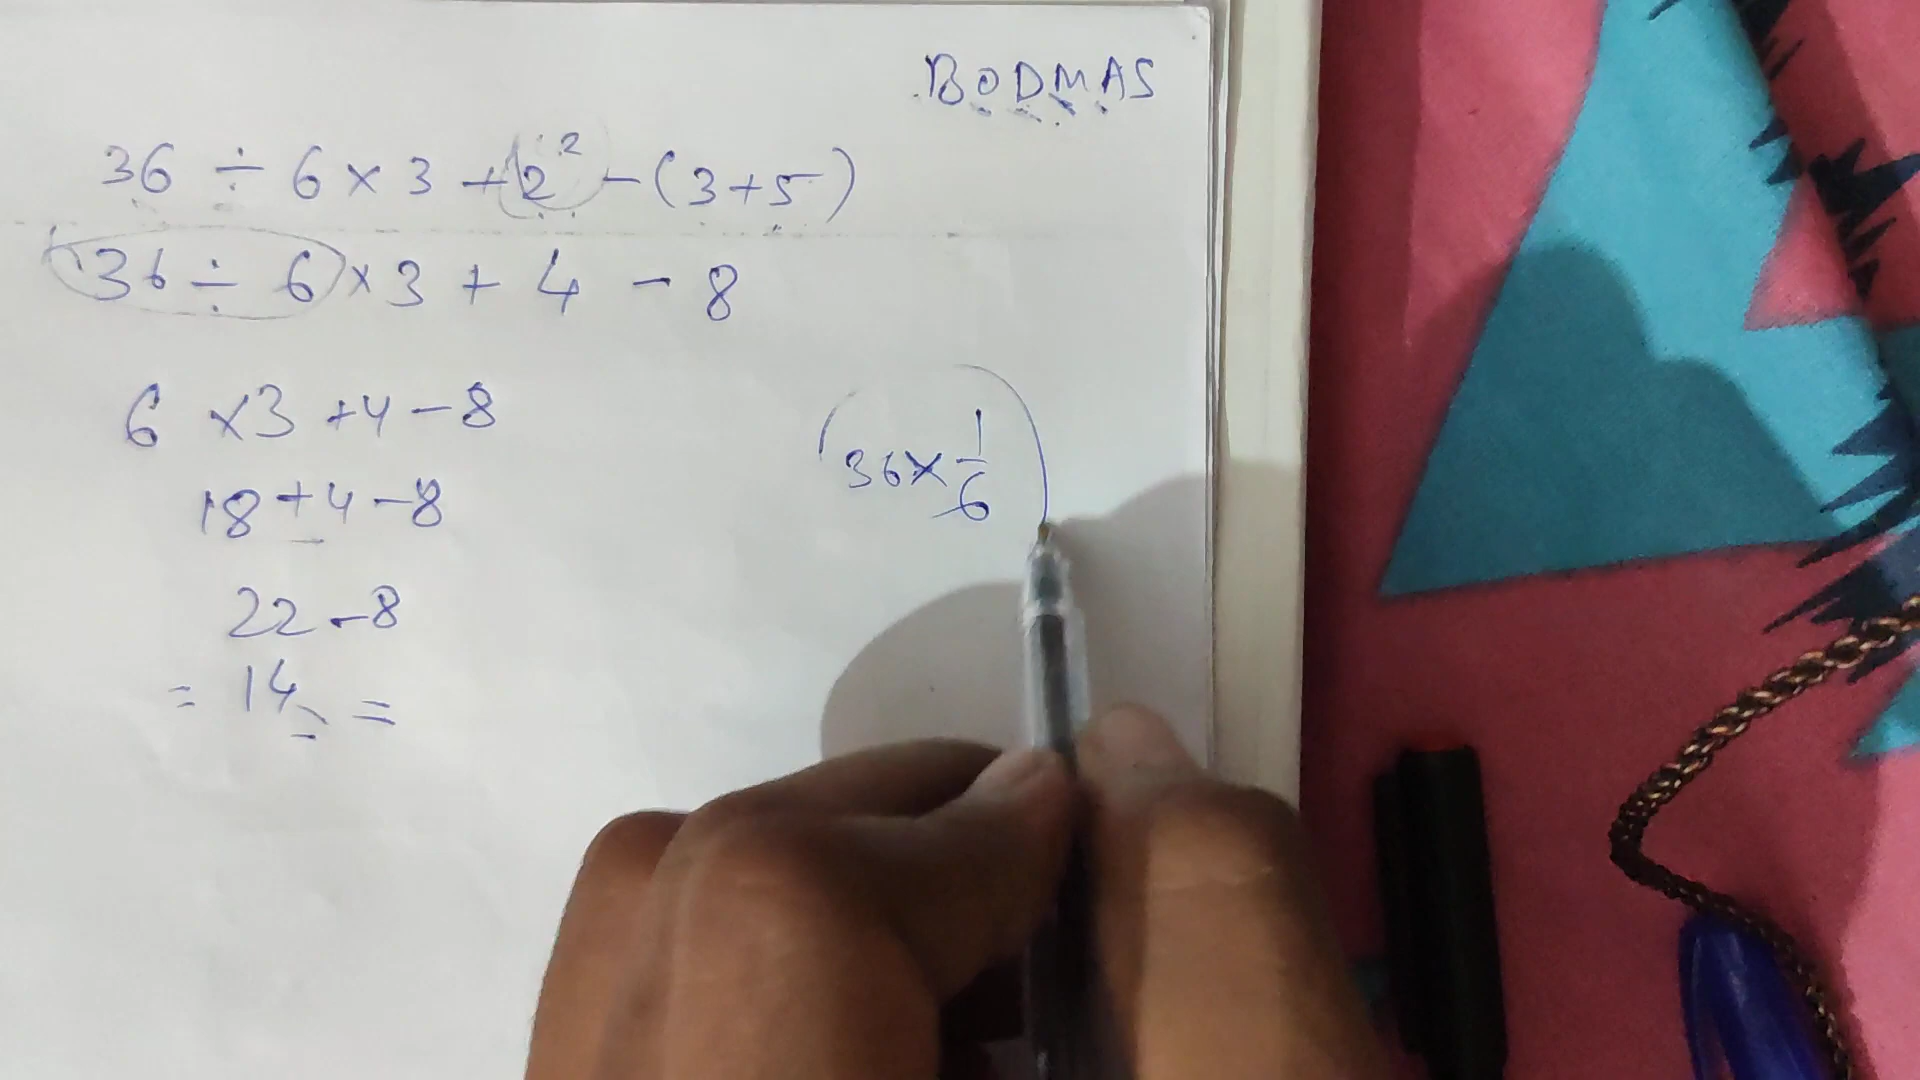 BODMAS
36 ÷ 6 × 3 + 2² - (3 + 5)
36 ÷ 6 × 3 + 4 - 8
6 × 3 + 4 - 8
36 × 1/6
18 + 4 - 8
22 - 8
= 14 =